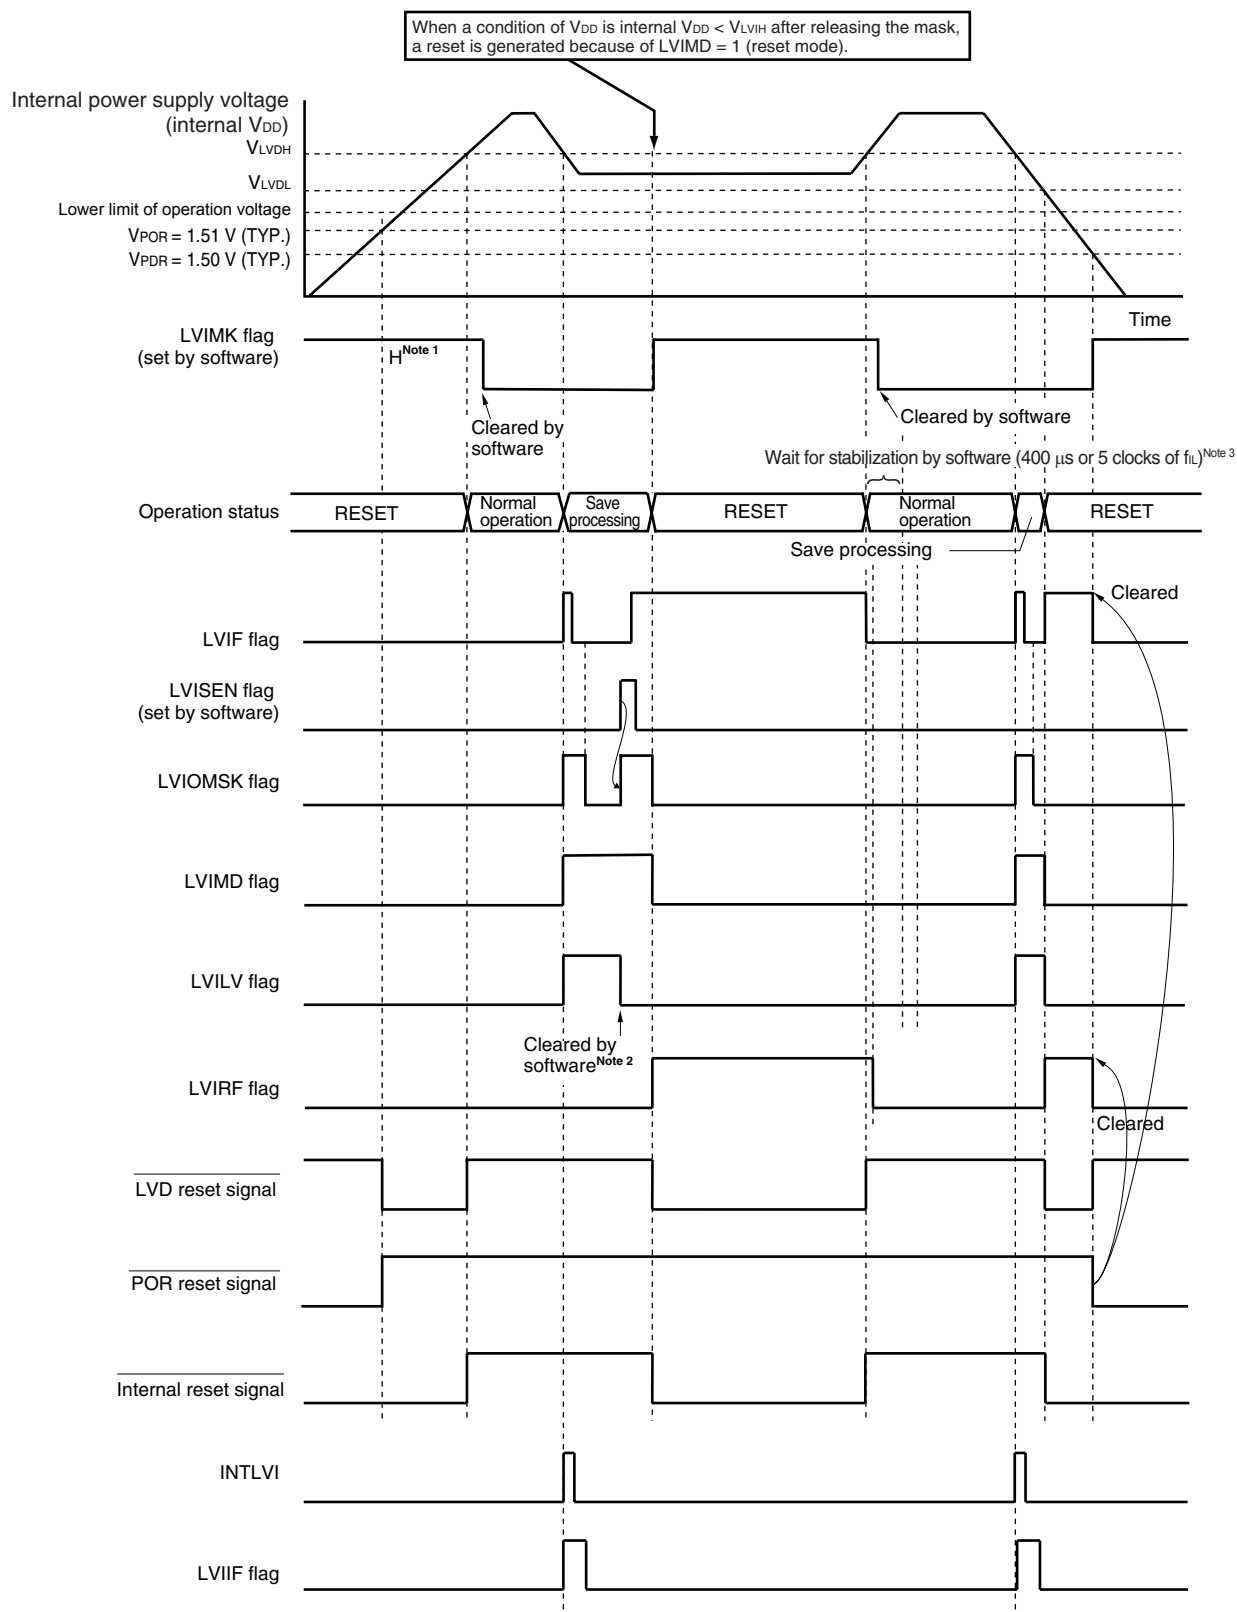 When a condition of VDD is internal VDD < VLVIH after releasing the mask,
a reset is generated because of LVIMD = 1 (reset mode).
Internal power supply voltage
(internal VDD)
VLVDH
VLVDL
Lower limit of operation voltage
VPOR = 1.51 V (TYP.)
VPDR = 1.50 V (TYP.)
Time
LVIMK flag
(set by software)
H Note 1
Cleared by
software
Cleared by software
Wait for stabilization by software (400 μs or 5 clocks of fIL) Note 3
Operation status
RESET
Normal
operation
Save
processing
RESET
Normal
operation
RESET
Save processing
Cleared
LVIF flag
LVISEN flag
(set by software)
LVIOMSK flag
LVIMD flag
LVILV flag
Cleared by
software Note 2
LVIRF flag
Cleared
LVD reset signal
POR reset signal
Internal reset signal
INTLVI
LVIIF flag